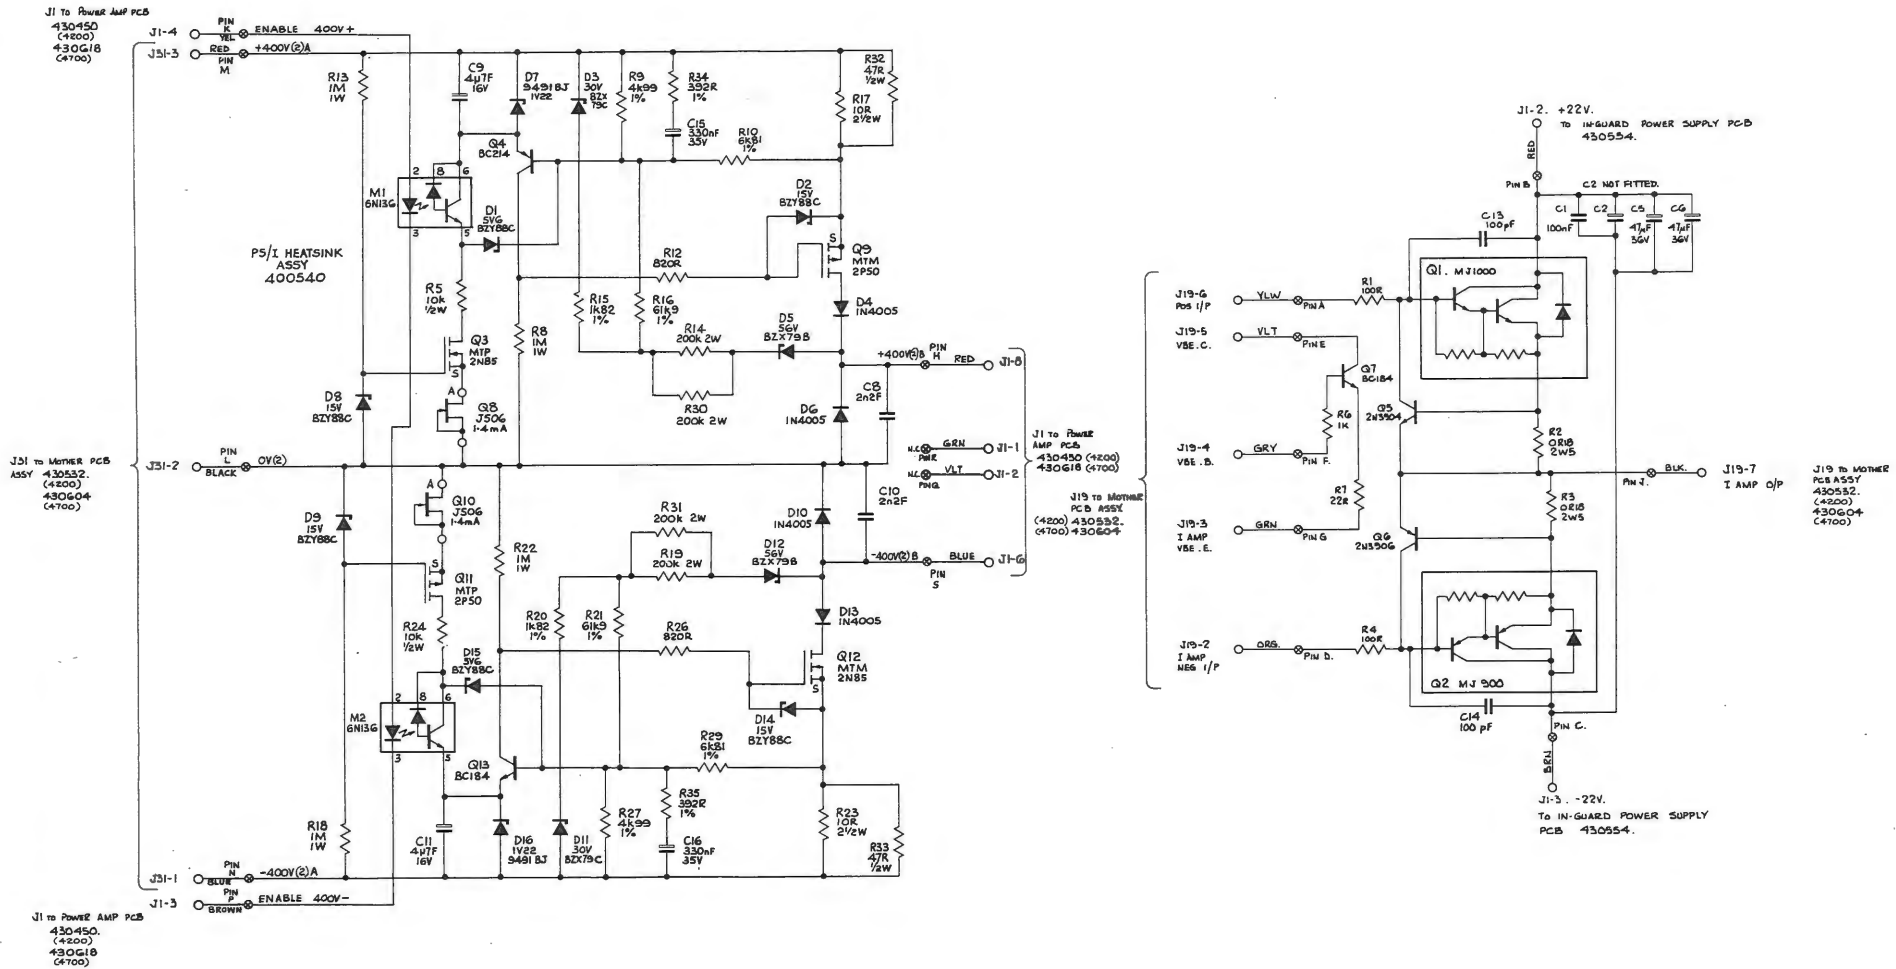 J1 TO POWER AMP PCB
430450
(4200)
430618
(4700)
J1-4
PIN
K
YEL
ENABLE 400V+
J31-3
RED
PIN
M
+400V(2)A
R13
1M
1W
C9
4µ7F
16V
D7
9491BJ
1V22
D3
30V
BZX
79C
R9
4k99
1%
R34
392R
1%
C15
330nF
35V
R10
6k81
1%
R17
10R
2½W
R32
47R
½W
Q4
BC214
M1
6N136
2
8
6
3
5
D1
5V6
BZY88C
D2
15V
BZY88C
PS/I HEATSINK
ASSY
400540
R5
10k
½W
R12
820R
S
Q9
MTM
2P50
R15
1k82
1%
R16
61k9
1%
D4
1N4005
R8
1M
1W
R14
200k 2W
D5
56V
BZX79B
Q3
MTP
2N85
S
R30
200k 2W
D8
15V
BZY88C
A
Q8
J506
1·4mA
D6
1N4005
C8
2n2F
+400V(2)B
PIN
H
RED
J1-8
N.C
GRN
PINR
J1-1
N.C
VLT
PINQ
J1-2
J1 TO POWER
AMP PCB
430450 (4200)
430618 (4700)
J31 TO MOTHER PCB
ASSY 430532.
(4200)
430604
(4700)
J31-2
PIN
L
BLACK
0V(2)
A
Q10
J506
1·4mA
D9
15V
BZY88C
R31
200k 2W
D10
1N4005
C10
2n2F
R22
1M
1W
R19
200k 2W
D12
56V
BZX79B
-400V(2)B
PIN
S
BLUE
J1-6
S
Q11
MTP
2P50
R20
1k82
1%
R21
61k9
1%
R26
820R
D13
1N4005
R24
10k
½W
D15
5V6
BZY88C
Q12
MTM
2N85
S
M2
6N136
2
8
6
3
5
D14
15V
BZY88C
Q13
BC184
R29
6k81
1%
R18
1M
1W
C11
4µ7F
16V
D16
1V22
9491BJ
D11
30V
BZX79C
R27
4k99
1%
R35
392R
1%
C16
330nF
35V
R23
10R
2½W
R33
47R
½W
J31-1
PIN
N
BLUE
-400V(2)A
J1-3
PIN
P
BROWN
ENABLE 400V-
J1 TO POWER AMP PCB
430450.
(4200)
430618
(4700)
J1-2. +22V.
TO IN-GUARD POWER SUPPLY PCB
430554.
RED
PIN B
C2 NOT FITTED.
C13
100pF
C1
100nF
C2
C5
47µF
36V
C6
47µF
36V
Q1. MJ1000
J19-6
POS I/P
YLW
PIN A
R1
100R
J19-5
VBE.C.
VLT
PIN E
Q7
BC184
R6
1K
Q5
2N3904
R2
0R18
2W5
J19-4
VBE.B.
GRY
PIN F.
R7
22R
PIN J.
BLK.
J19-7
I AMP O/P
J19 TO MOTHER
PCB ASSY
430532.
(4200)
430604
(4700)
J19 TO MOTHER
PCB ASSY
(4200) 430532.
(4700) 430604
J19-3
I AMP
VBE.E.
GRN
PIN G
Q6
2N3906
R3
0R18
2W5
J19-2
I AMP
NEG I/P
ORG.
PIN D.
R4
100R
Q2 MJ 900
C14
100 pF
PIN C.
BRN
J1-3. -22V.
TO IN-GUARD POWER SUPPLY
PCB 430554.